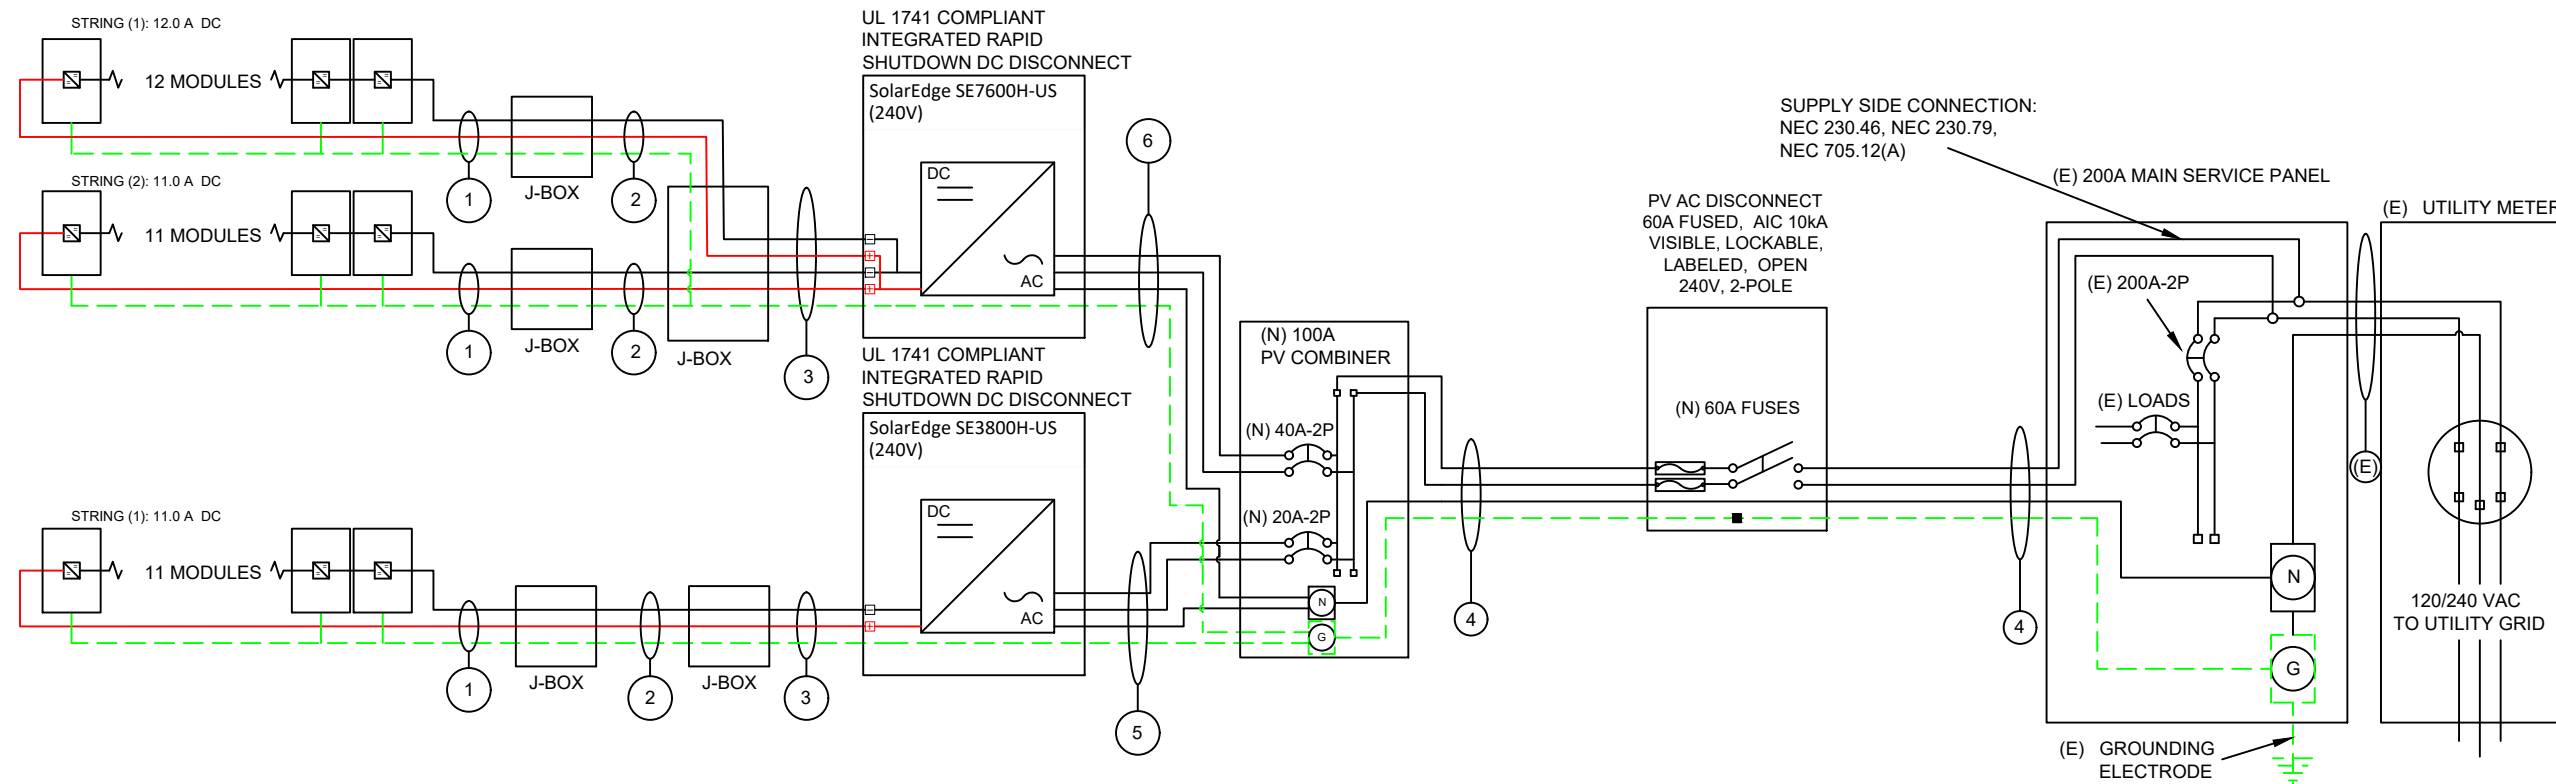 STRING (1): 12.0 A  DC
12 MODULES
1
J-BOX
2
STRING (2): 11.0 A  DC
11 MODULES
1
J-BOX
2
J-BOX
3
UL 1741 COMPLIANT
INTEGRATED RAPID
SHUTDOWN DC DISCONNECT
SolarEdge SE7600H-US
(240V)
DC
AC
6
UL 1741 COMPLIANT
INTEGRATED RAPID
SHUTDOWN DC DISCONNECT
SolarEdge SE3800H-US
(240V)
DC
AC
5
STRING (1): 11.0 A  DC
11 MODULES
1
J-BOX
2
J-BOX
3
(N) 100A
PV COMBINER
(N) 40A-2P
(N) 20A-2P
N
G
4
PV AC DISCONNECT
60A FUSED,  AIC 10kA
VISIBLE, LOCKABLE,
LABELED,  OPEN
240V, 2-POLE
(N) 60A FUSES
4
SUPPLY SIDE CONNECTION:
NEC 230.46, NEC 230.79,
NEC 705.12(A)
(E) 200A MAIN SERVICE PANEL
(E) 200A-2P
(E) LOADS
N
G
(E)   GROUNDING
ELECTRODE
(E)
(E)   UTILITY METER
120/240 VAC
TO UTILITY GRID